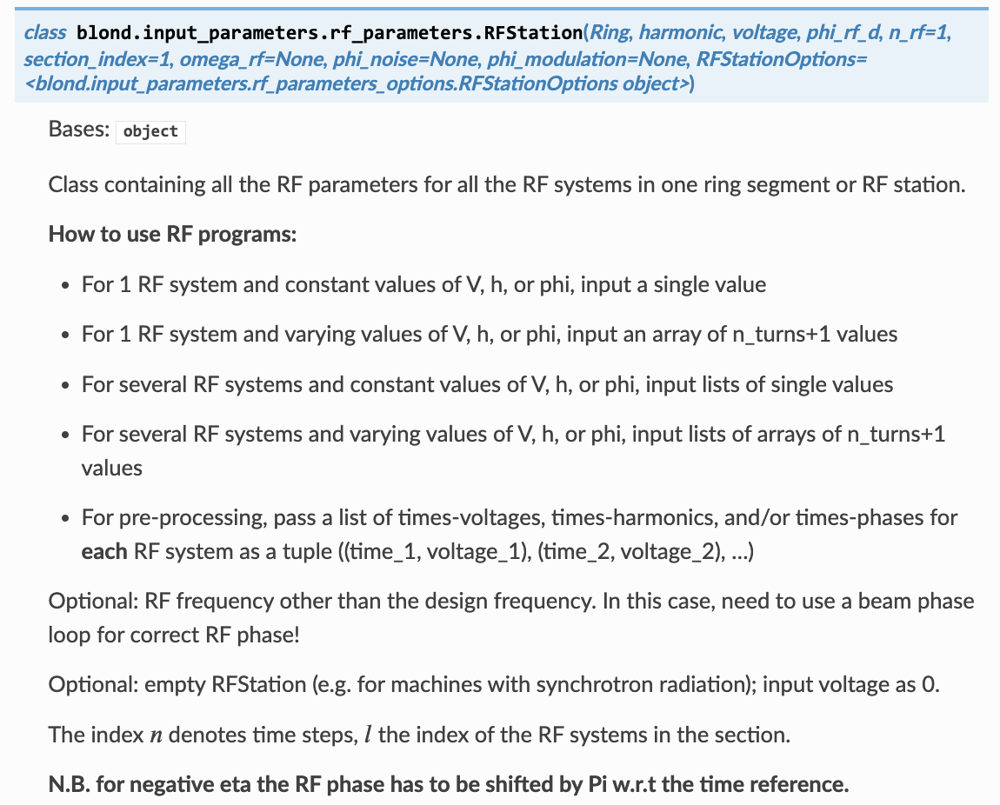 class blond.input_parameters.rf_parameters.RFStation(Ring, harmonic, voltage, phi_rf_d, n_rf=1,
section_index=1, omega_rf=None, phi_noise=None, phi_modulation=None, RFStationOptions=
<blond.input_parameters.rf_parameters_options.RFStationOptions object>)
Bases: object
Class containing all the RF parameters for all the RF systems in one ring segment or RF station.
How to use RF programs:
• For 1 RF system and constant values of V, h, or phi, input a single value
• For 1 RF system and varying values of V, h, or phi, input an array of n_turns+1 values
• For several RF systems and constant values of V, h, or phi, input lists of single values
• For several RF systems and varying values of V, h, or phi, input lists of arrays of n_turns+1
values
• For pre-processing, pass a list of times-voltages, times-harmonics, and/or times-phases for
each RF system as a tuple ((time_1, voltage_1), (time_2, voltage_2), …)
Optional: RF frequency other than the design frequency. In this case, need to use a beam phase
loop for correct RF phase!
Optional: empty RFStation (e.g. for machines with synchrotron radiation); input voltage as 0.
The index n denotes time steps, l the index of the RF systems in the section.
N.B. for negative eta the RF phase has to be shifted by Pi w.r.t the time reference.